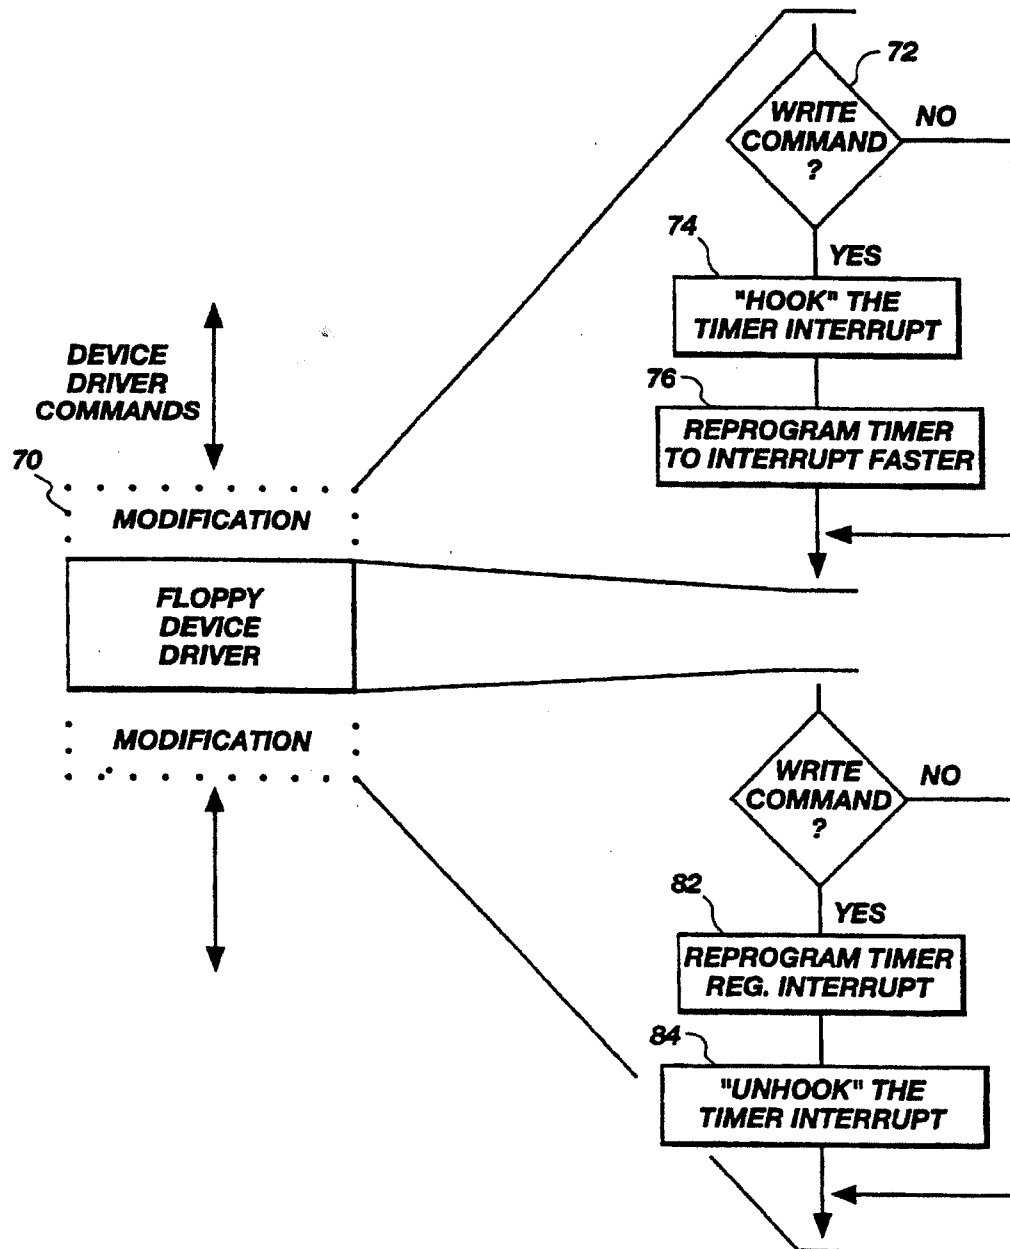 72
WRITE
COMMAND
?
NO
YES
74
"HOOK" THE
TIMER INTERRUPT
76
REPROGRAM TIMER
TO INTERRUPT FASTER
DEVICE
DRIVER
COMMANDS
70
MODIFICATION
FLOPPY
DEVICE
DRIVER
MODIFICATION
WRITE
COMMAND
?
NO
YES
82
REPROGRAM TIMER
REG. INTERRUPT
84
"UNHOOK" THE
TIMER INTERRUPT